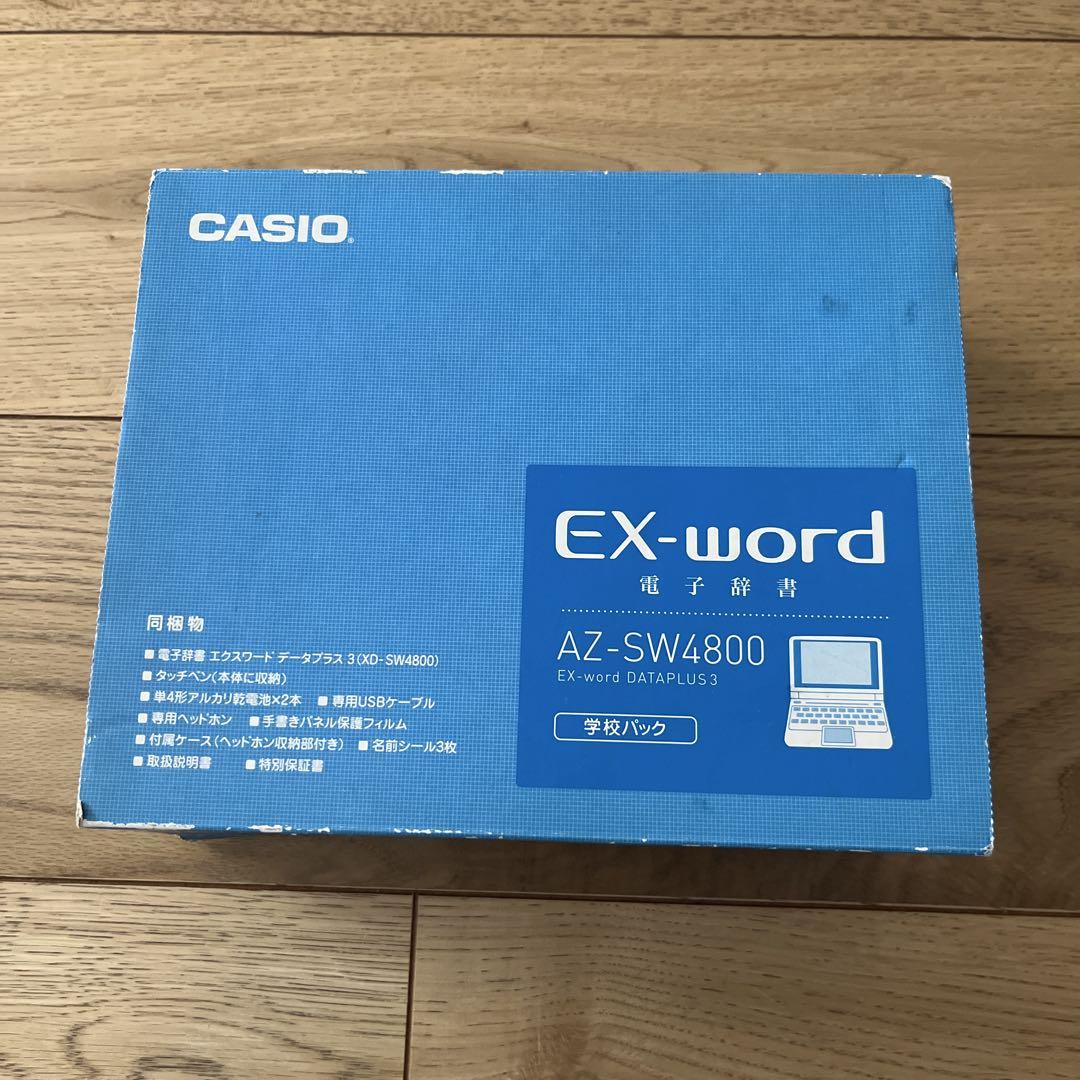 CASIO®
EX-word
電子辞書
AZ-SW4800
EX-word DATAPLUS3
学校パック
同梱物
■電子辞書 エクスワード データプラス 3(XD-SW4800)
■タッチペン(本体に収納)
■単4形アルカリ乾電池×2本 ■専用USBケーブル
■専用ヘッドホン ■手書きパネル保護フィルム
■付属ケース(ヘッドホン収納部付き) ■名前シール3枚
■取扱説明書 ■特別保証書